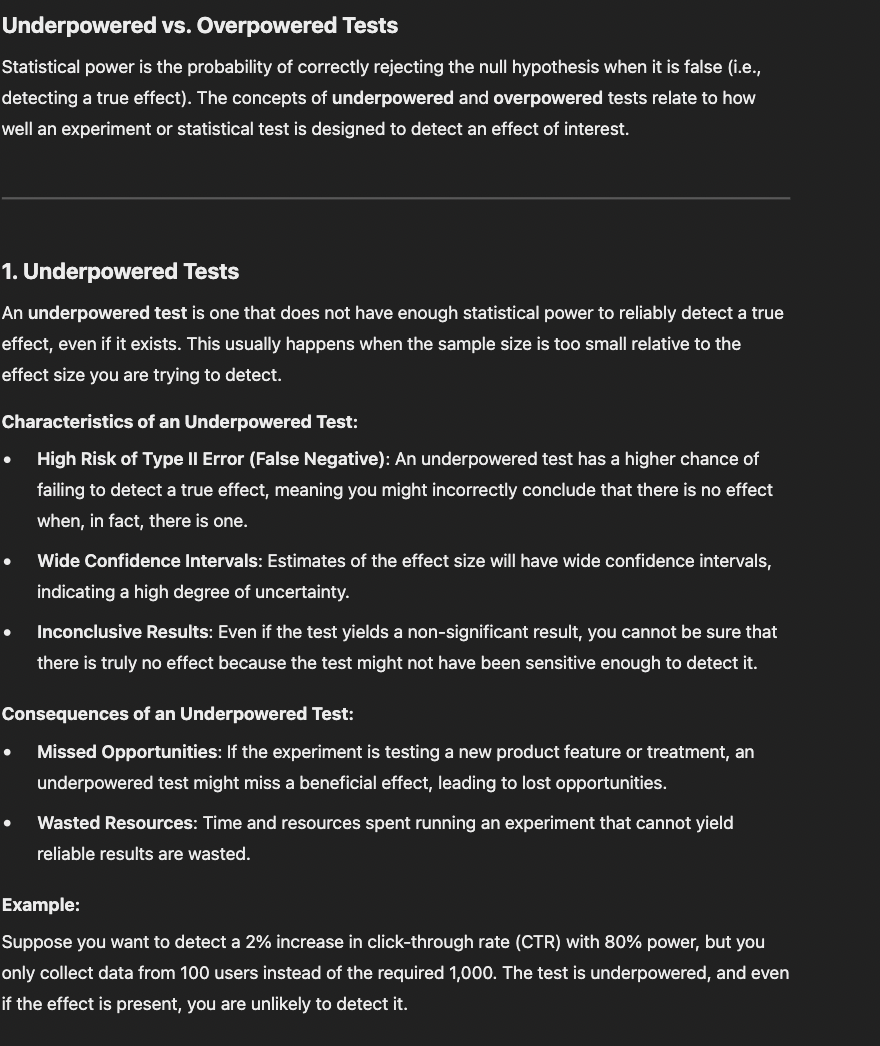 Underpowered vs. Overpowered Tests
Statistical power is the probability of correctly rejecting the null hypothesis when it is false (i.e.,
detecting a true effect). The concepts of underpowered and overpowered tests relate to how
well an experiment or statistical test is designed to detect an effect of interest.
1. Underpowered Tests
An underpowered test is one that does not have enough statistical power to reliably detect a true
effect, even if it exists. This usually happens when the sample size is too small relative to the
effect size you are trying to detect.
Characteristics of an Underpowered Test:
• High Risk of Type II Error (False Negative): An underpowered test has a higher chance of
failing to detect a true effect, meaning you might incorrectly conclude that there is no effect
when, in fact, there is one.
• Wide Confidence Intervals: Estimates of the effect size will have wide confidence intervals,
indicating a high degree of uncertainty.
• Inconclusive Results: Even if the test yields a non-significant result, you cannot be sure that
there is truly no effect because the test might not have been sensitive enough to detect it.
Consequences of an Underpowered Test:
• Missed Opportunities: If the experiment is testing a new product feature or treatment, an
underpowered test might miss a beneficial effect, leading to lost opportunities.
• Wasted Resources: Time and resources spent running an experiment that cannot yield
reliable results are wasted.
Example:
Suppose you want to detect a 2% increase in click-through rate (CTR) with 80% power, but you
only collect data from 100 users instead of the required 1,000. The test is underpowered, and even
if the effect is present, you are unlikely to detect it.